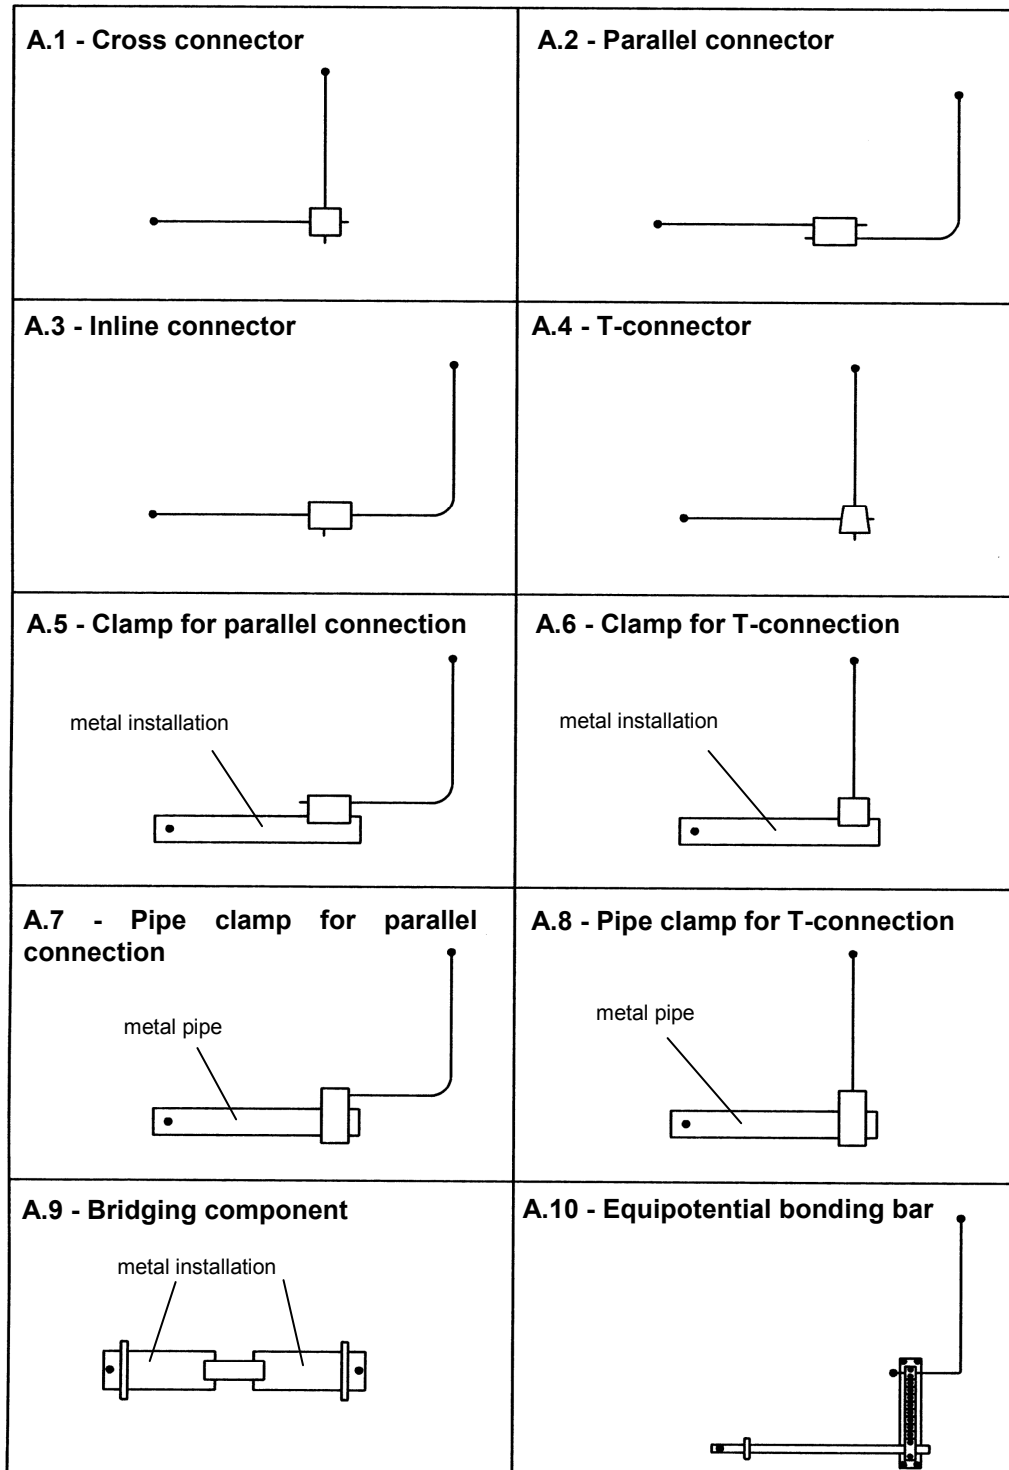 A.1 - Cross connector
A.2 - Parallel connector
A.3 - Inline connector
A.4 - T-connector
A.5 - Clamp for parallel connection
metal installation
A.6 - Clamp for T-connection
metal installation
A.7 - Pipe clamp for parallel
connection
metal pipe
A.8 - Pipe clamp for T-connection
metal pipe
A.9 - Bridging component
metal installation
A.10 - Equipotential bonding bar